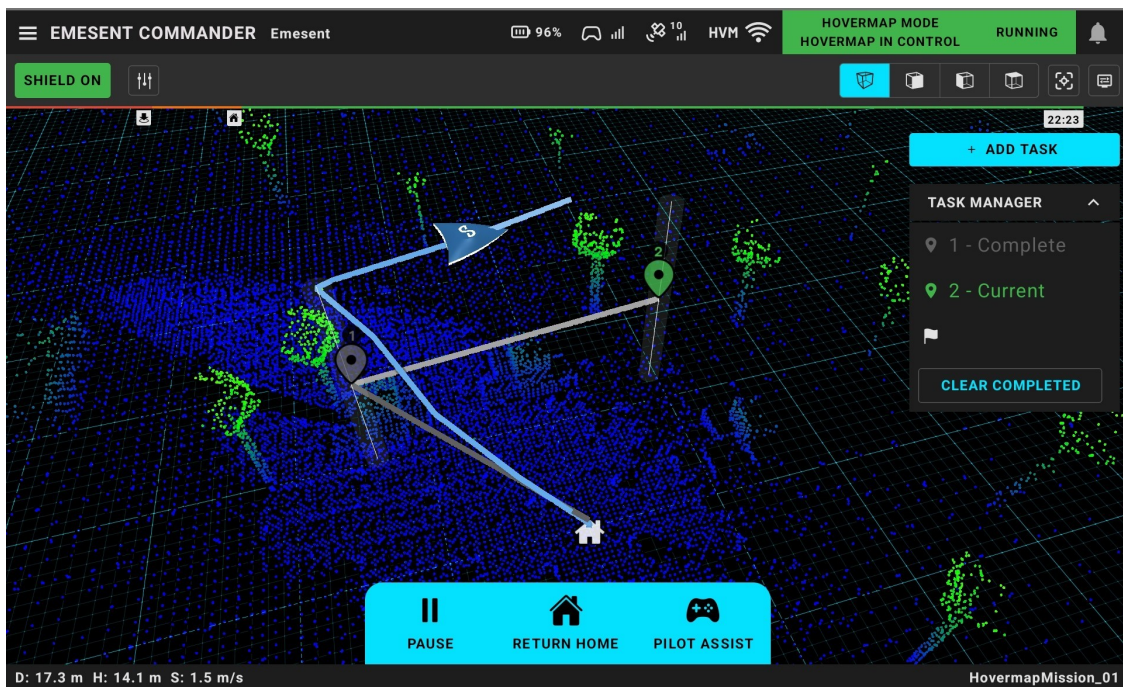 EMESENT COMMANDER Emesent
96%
10
HVM
HOVERMAP MODE
HOVERMAP IN CONTROL
RUNNING
SHIELD ON
22:23
+ ADD TASK
TASK MANAGER
1 - Complete
2 - Current
CLEAR COMPLETED
S
2
1
PAUSE
RETURN HOME
PILOT ASSIST
D: 17.3 m H: 14.1 m S: 1.5 m/s
HovermapMission_01